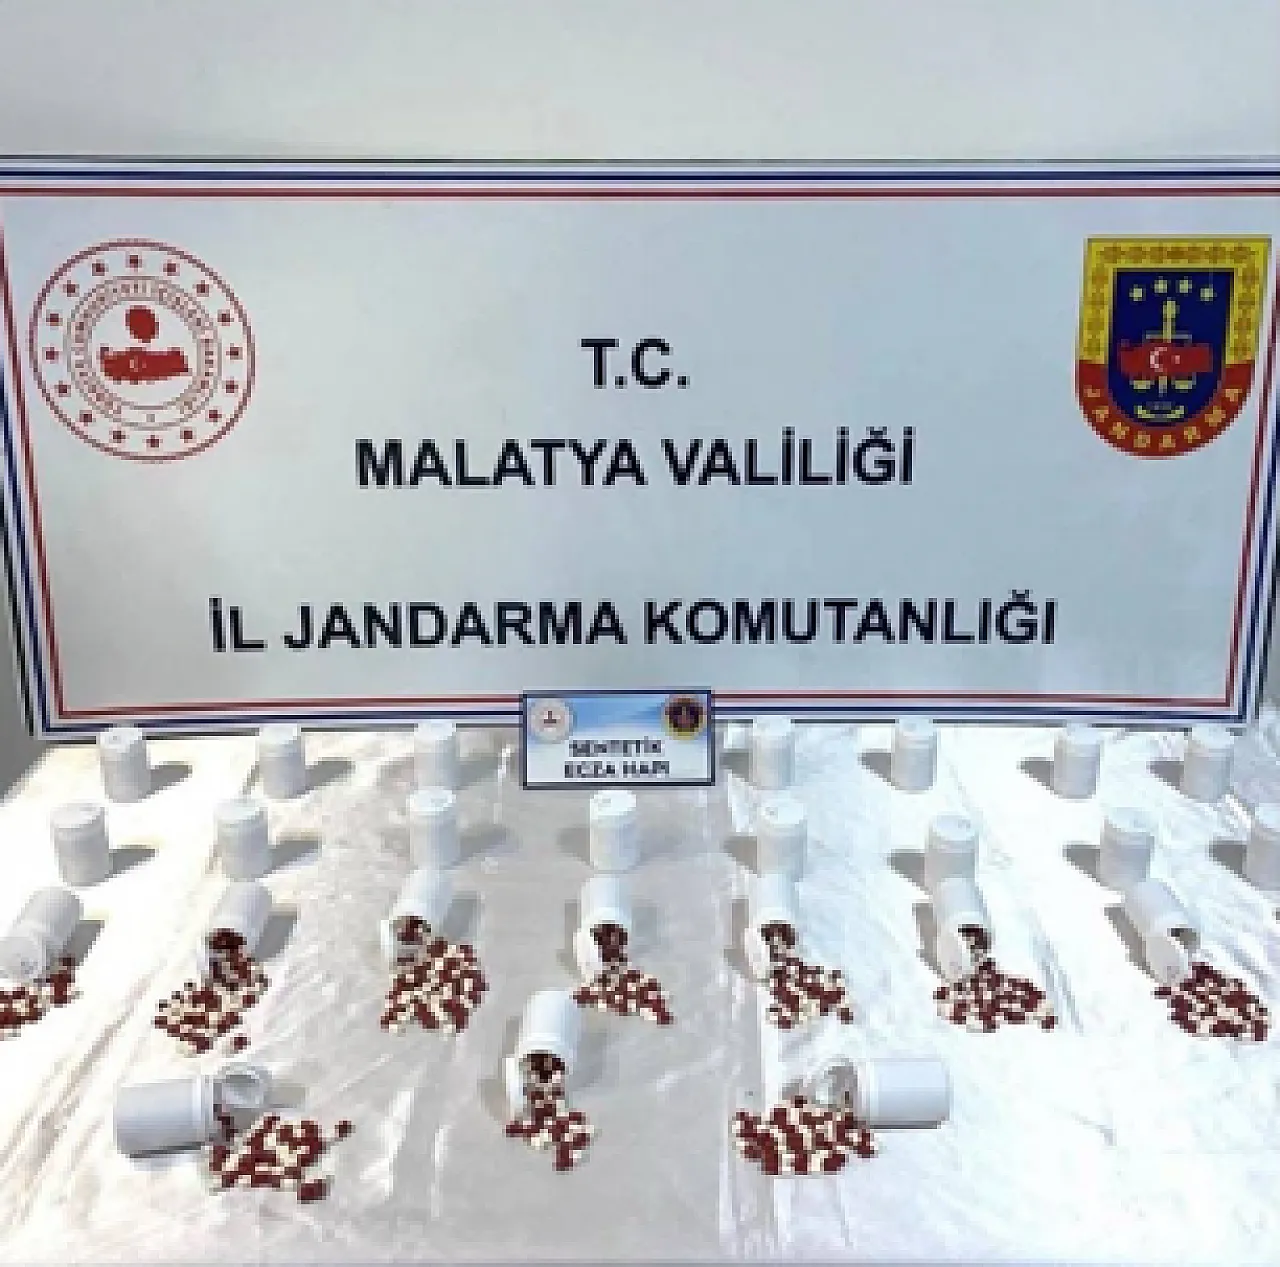 T.C.
MALATYA VALİLİĞİ
İL JANDARMA KOMUTANLIĞI
JANDARMA
SENTETİK
ECZA HAPI